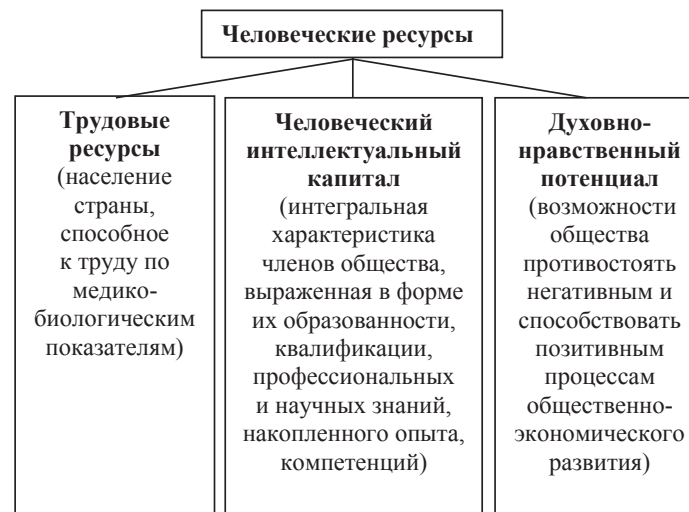 Человеческие ресурсы
Трудовые
ресурсы
(население
страны,
способное
к труду по
медико-
биологическим
показателям)
Человеческий
интеллектуальный
капитал
(интегральная
характеристика
членов общества,
выраженная в форме
их образованности,
квалификации,
профессиональных
и научных знаний,
накопленного опыта,
компетенций)
Духовно-
нравственный
потенциал
(возможности
общества
противостоять
негативным и
способствовать
позитивным
процессам
общественно-
экономического
развития)